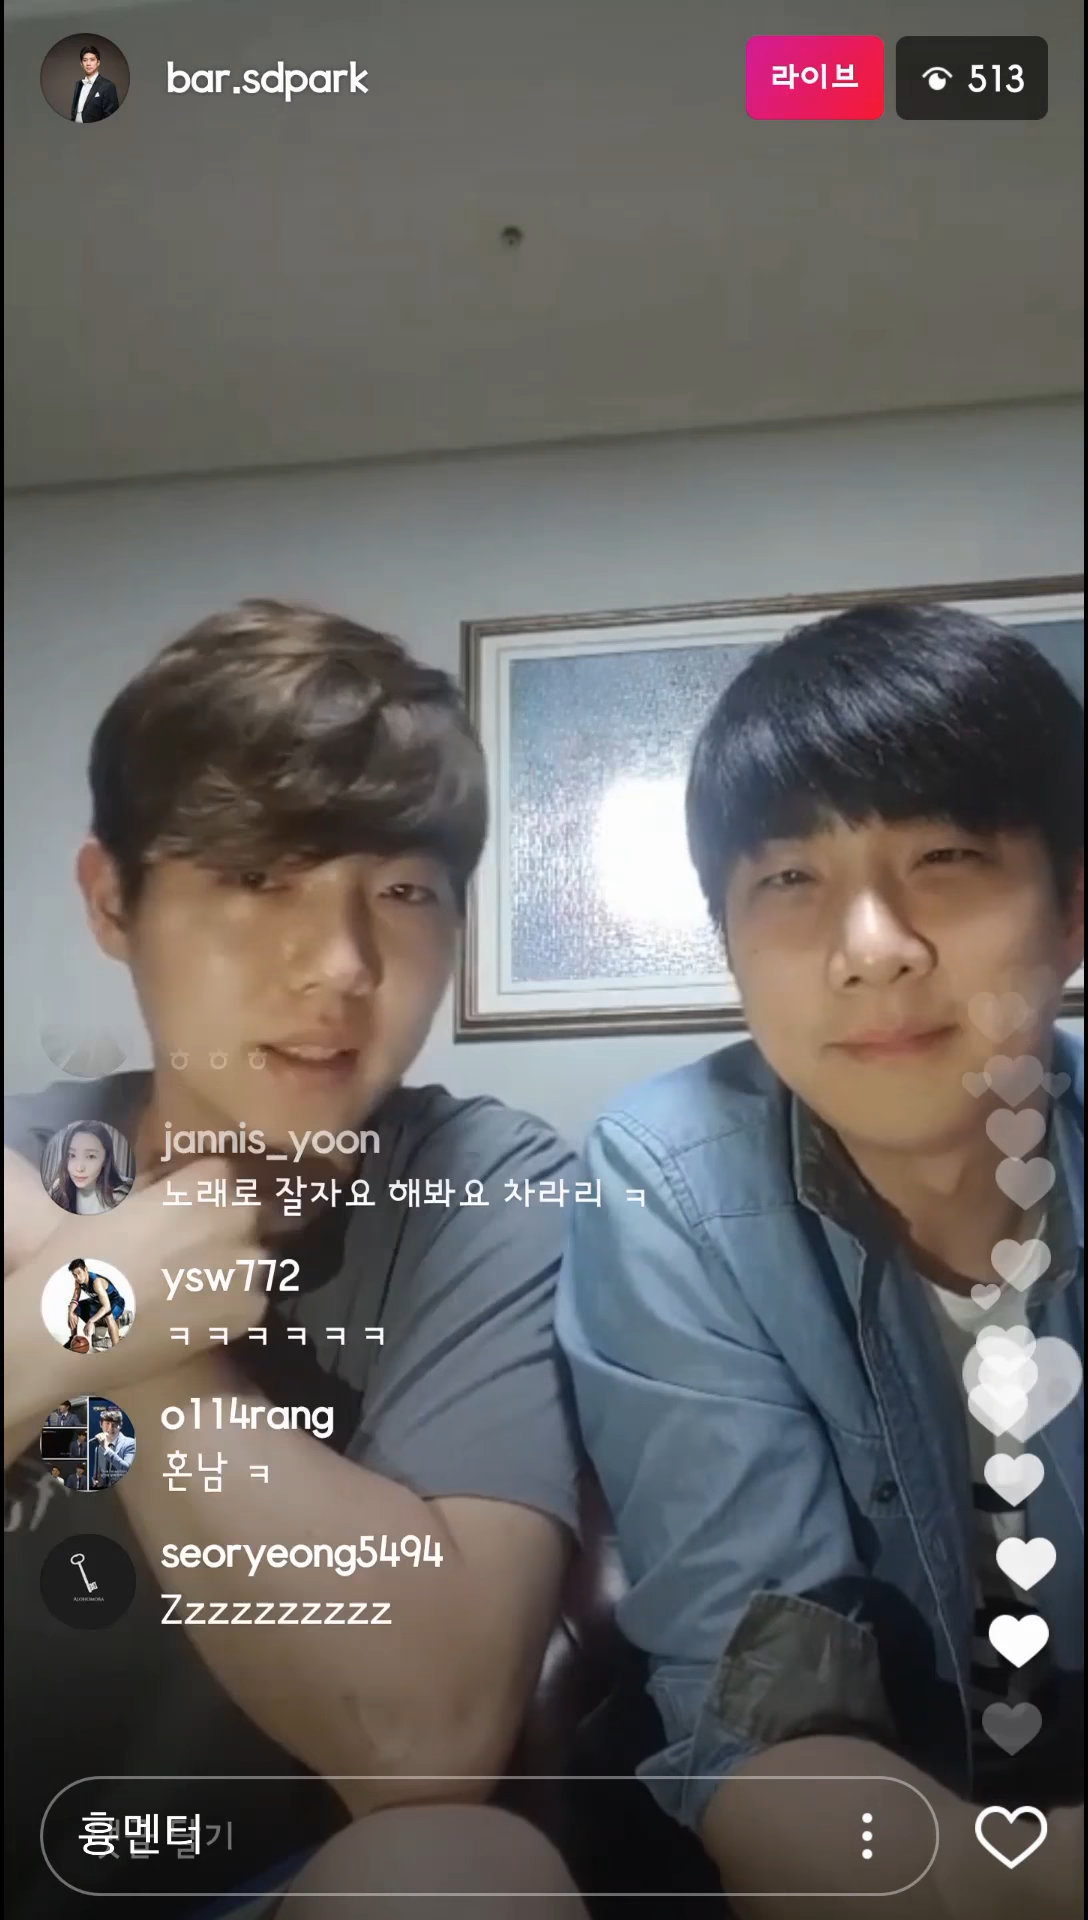 bar.sdpark
라이브
513
ㅎㅎㅎ
jannis_yoon
노래로 잘자요 해봐요 차라리 ㅋ
ysw772
ㅋㅋㅋㅋㅋㅋ
o114rang
혼남 ㅋ
seoryeong5494
Zzzzzzzzzz
흉멘터